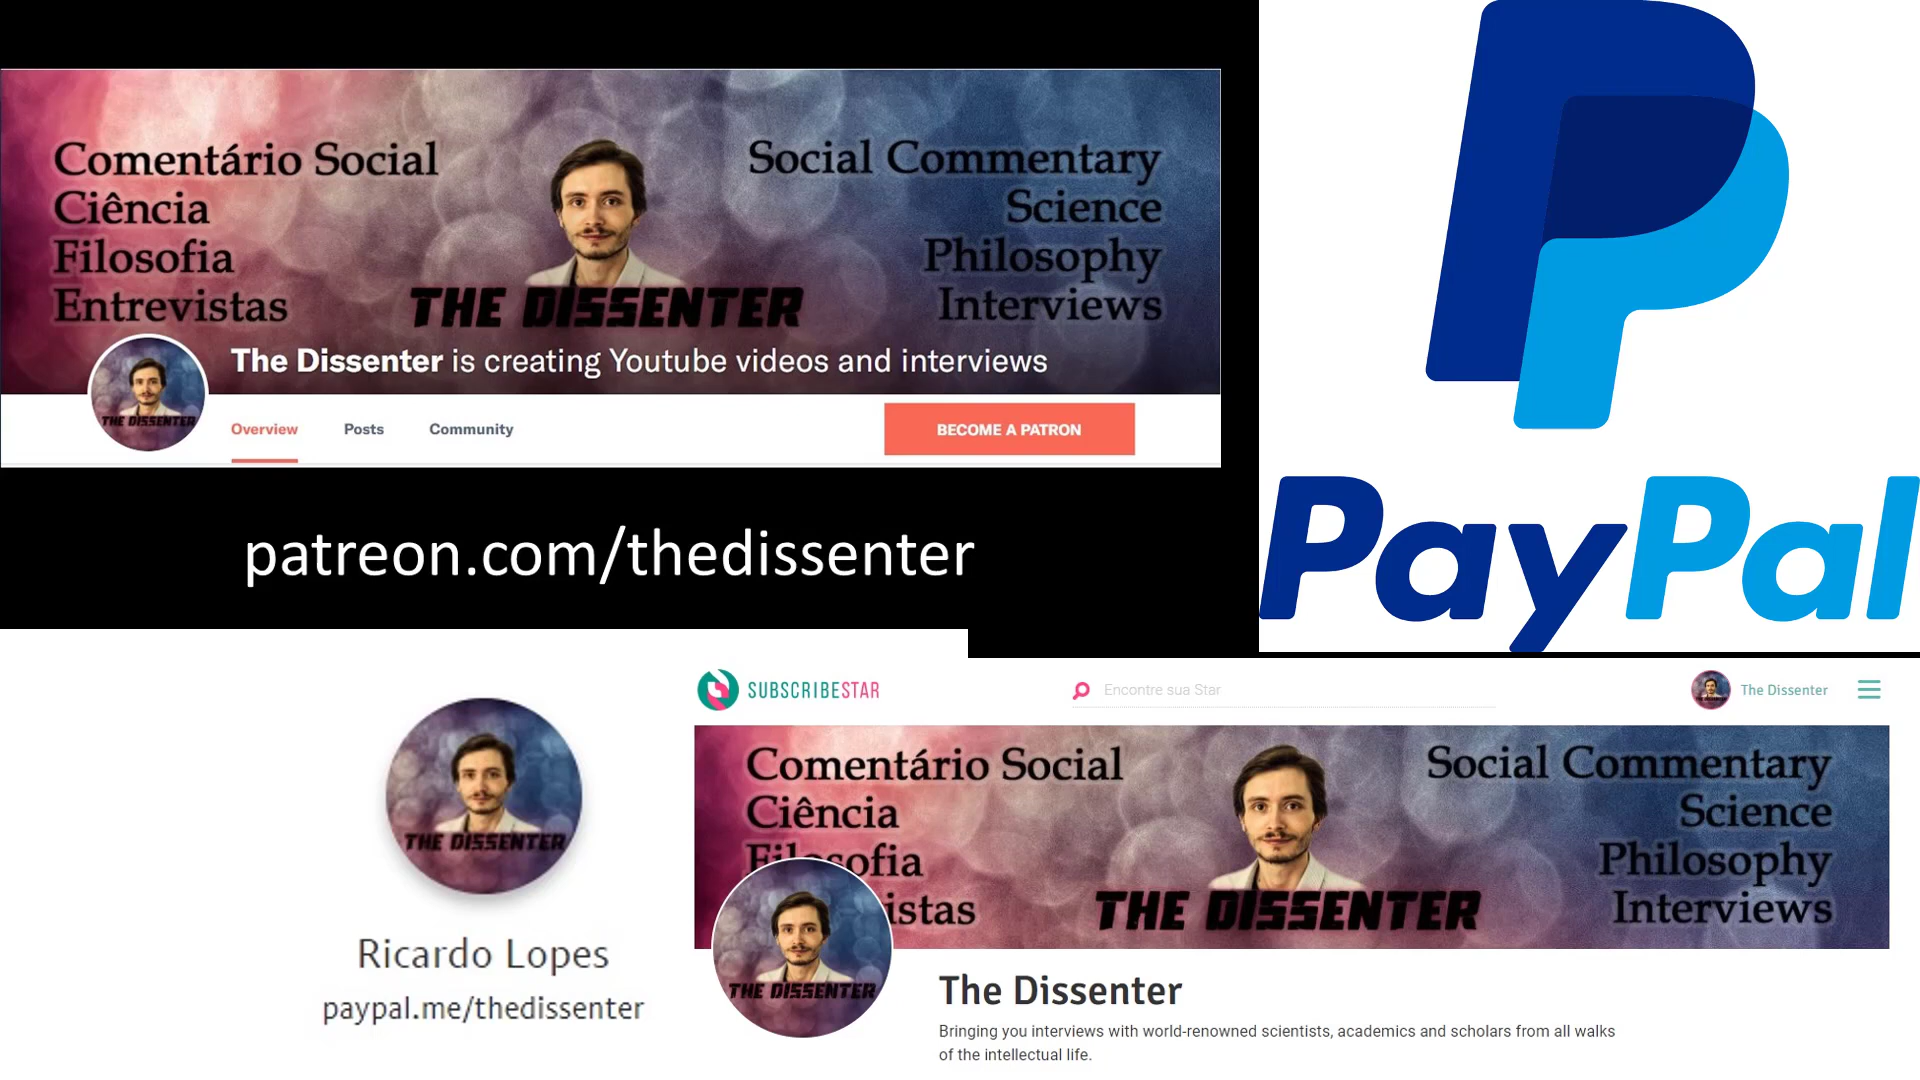 Comentário Social
Ciência
Filosofia
Entrevistas
Social Commentary
Science
Philosophy
Interviews
THE DISSENTER
The Dissenter is creating Youtube videos and interviews
THE DISSENTER
Overview Posts Community
BECOME A PATRON
patreon.com/thedissenter
PayPal
THE DISSENTER
Ricardo Lopes
paypal.me/thedissenter
SUBSCRIBESTAR
Encontre sua Star
The Dissenter
Comentário Social
Ciência
Filosofia
istas
Social Commentary
Science
Philosophy
Interviews
THE DISSENTER
THE DISSENTER
The Dissenter
Bringing you interviews with world-renowned scientists, academics and scholars from all walks
of the intellectual life.